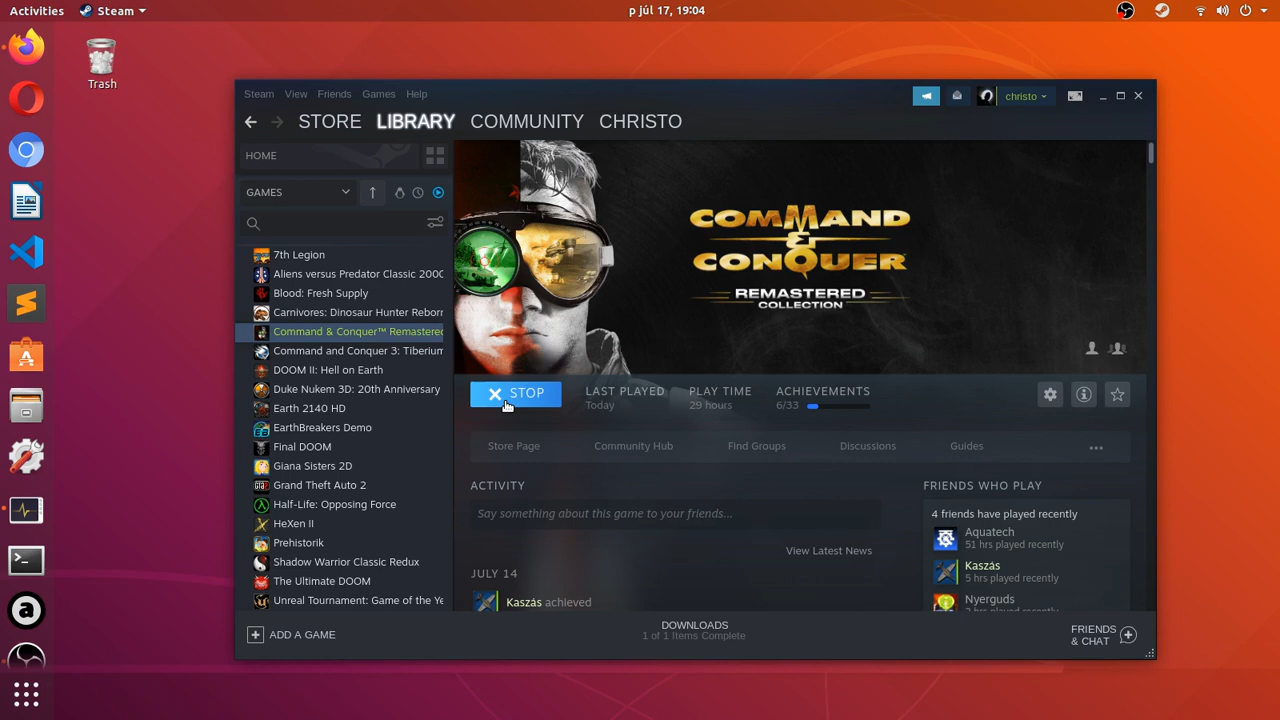 Activities
Steam
p júl 17, 19:04
Trash
Steam View Friends Games Help
christo
STORE LIBRARY COMMUNITY CHRISTO
HOME
GAMES
7th Legion
Aliens versus Predator Classic 2000
Blood: Fresh Supply
Carnivores: Dinosaur Hunter Reborn
Command & Conquer™ Remastered
Command and Conquer 3: Tiberium
DOOM II: Hell on Earth
Duke Nukem 3D: 20th Anniversary
Earth 2140 HD
EarthBreakers Demo
Final DOOM
Giana Sisters 2D
Grand Theft Auto 2
Half-Life: Opposing Force
HeXen II
Prehistorik
Shadow Warrior Classic Redux
The Ultimate DOOM
Unreal Tournament: Game of the Ye
COMMAND
&
CONQUER
REMASTERED
COLLECTION
STOP
LAST PLAYED
Today
PLAY TIME
29 hours
ACHIEVEMENTS
6/33
Store Page
Community Hub
Find Groups
Discussions
Guides
ACTIVITY
Say something about this game to your friends...
View Latest News
JULY 14
Kaszás achieved
FRIENDS WHO PLAY
4 friends have played recently
Aquatech
51 hrs played recently
Kaszás
5 hrs played recently
Nyerguds
ADD A GAME
DOWNLOADS
1 of 1 Items Complete
FRIENDS
& CHAT